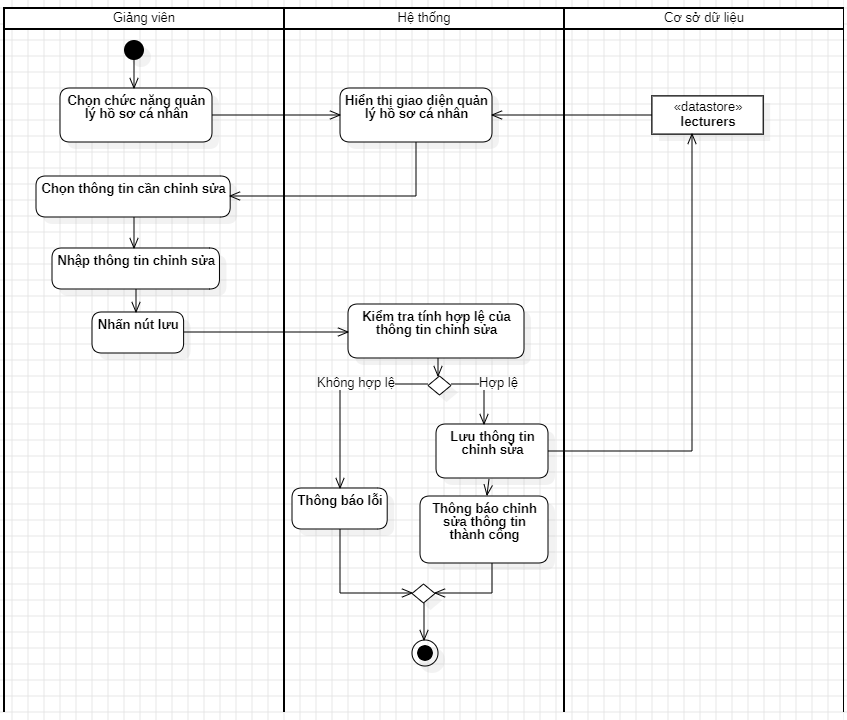 Giảng viên
Hệ thống
Cơ sở dữ liệu
Chọn chức năng quản
lý hồ sơ cá nhân
Hiển thị giao diện quản
lý hồ sơ cá nhân
«datastore»
lecturers
Chọn thông tin cần chỉnh sửa
Nhập thông tin chỉnh sửa
Nhấn nút lưu
Kiểm tra tính hợp lệ của
thông tin chỉnh sửa
Không hợp lệ
Hợp lệ
Lưu thông tin
chỉnh sửa
Thông báo lỗi
Thông báo chỉnh
sửa thông tin
thành công